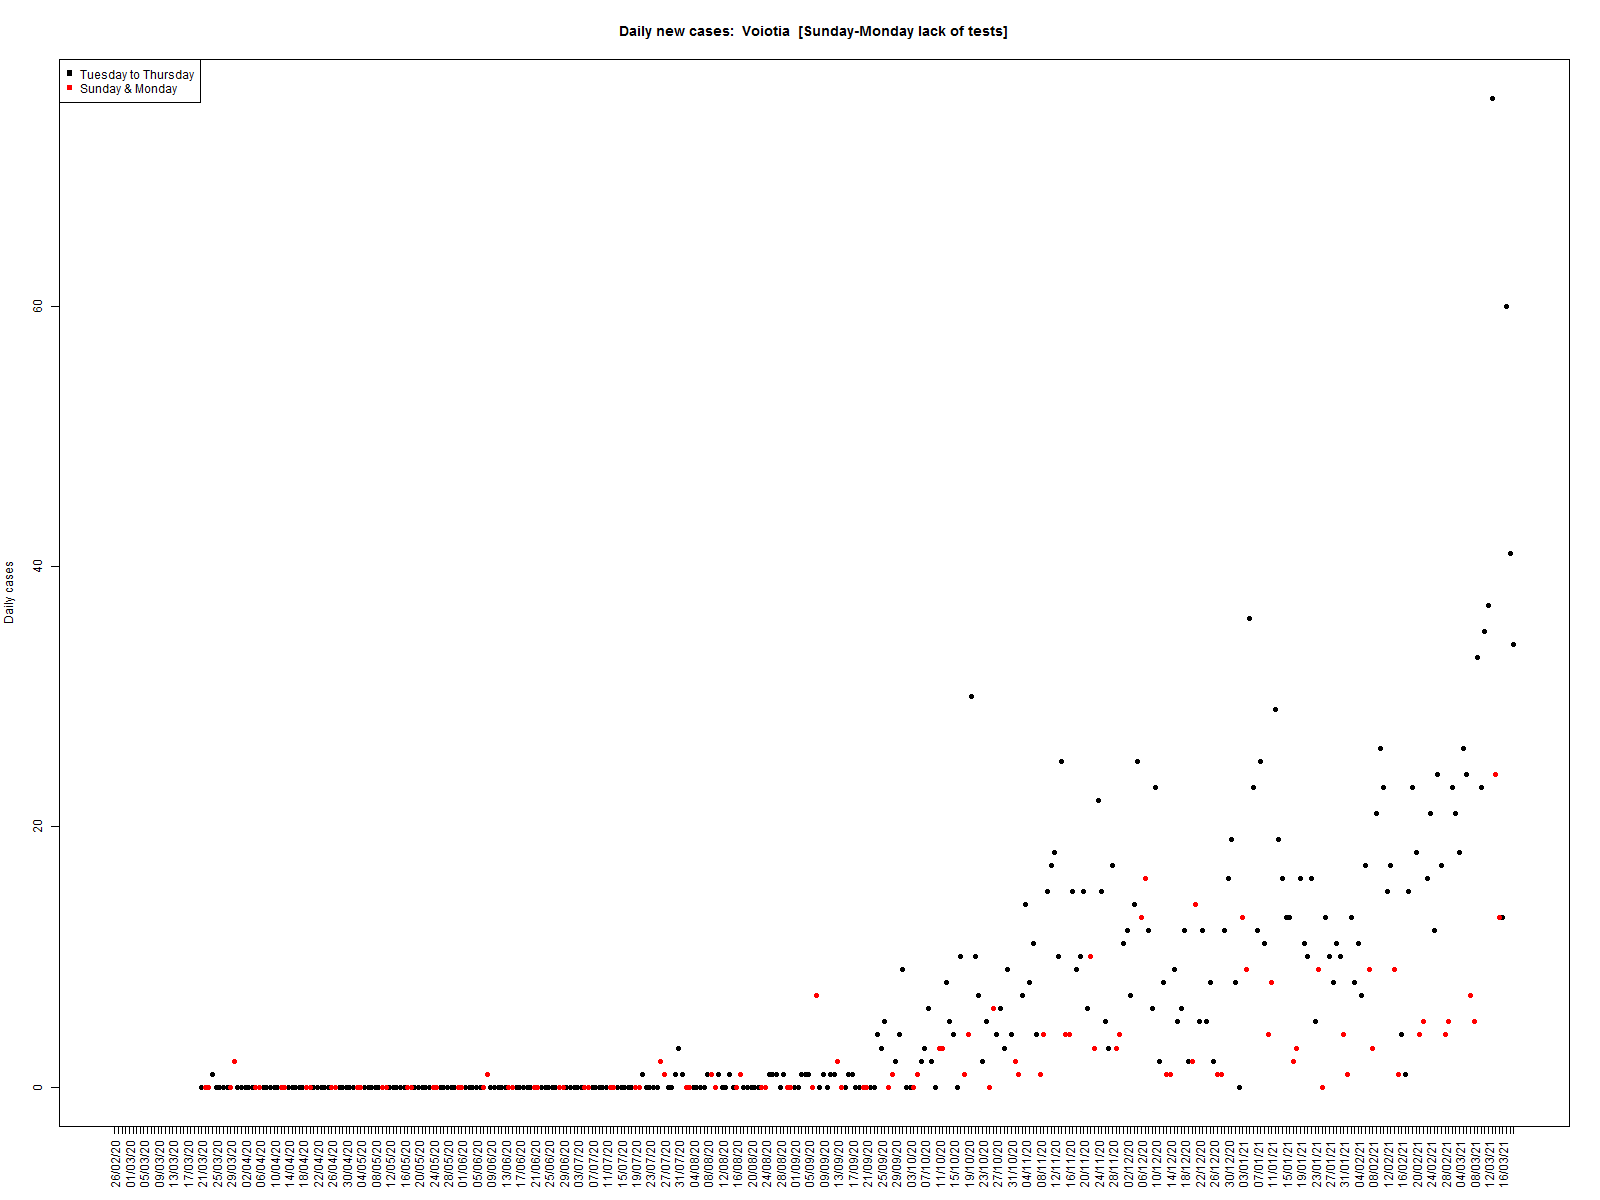 Daily new cases:  Voiotia  [Sunday-Monday lack of tests]
Tuesday to Thursday
Sunday & Monday
Daily cases
60
40
20
0
26/02/20 01/03/20 05/03/20 09/03/20 13/03/20 17/03/20 21/03/20 25/03/20 29/03/20 02/04/20 06/04/20 10/04/20 14/04/20 18/04/20 22/04/20 26/04/20 30/04/20 04/05/20 08/05/20 12/05/20 16/05/20 20/05/20 24/05/20 28/05/20 01/06/20 05/06/20 09/06/20 13/06/20 17/06/20 21/06/20 25/06/20 29/06/20 03/07/20 07/07/20 11/07/20 15/07/20 19/07/20 23/07/20 27/07/20 31/07/20 04/08/20 08/08/20 12/08/20 16/08/20 20/08/20 24/08/20 28/08/20 01/09/20 05/09/20 09/09/20 13/09/20 17/09/20 21/09/20 25/09/20 29/09/20 03/10/20 07/10/20 11/10/20 15/10/20 19/10/20 23/10/20 27/10/20 31/10/20 04/11/20 08/11/20 12/11/20 16/11/20 20/11/20 24/11/20 28/11/20 02/12/20 06/12/20 10/12/20 14/12/20 18/12/20 22/12/20 26/12/20 30/12/20 03/01/21 07/01/21 11/01/21 15/01/21 19/01/21 23/01/21 27/01/21 31/01/21 04/02/21 08/02/21 12/02/21 16/02/21 20/02/21 24/02/21 28/02/21 04/03/21 08/03/21 12/03/21 16/03/21